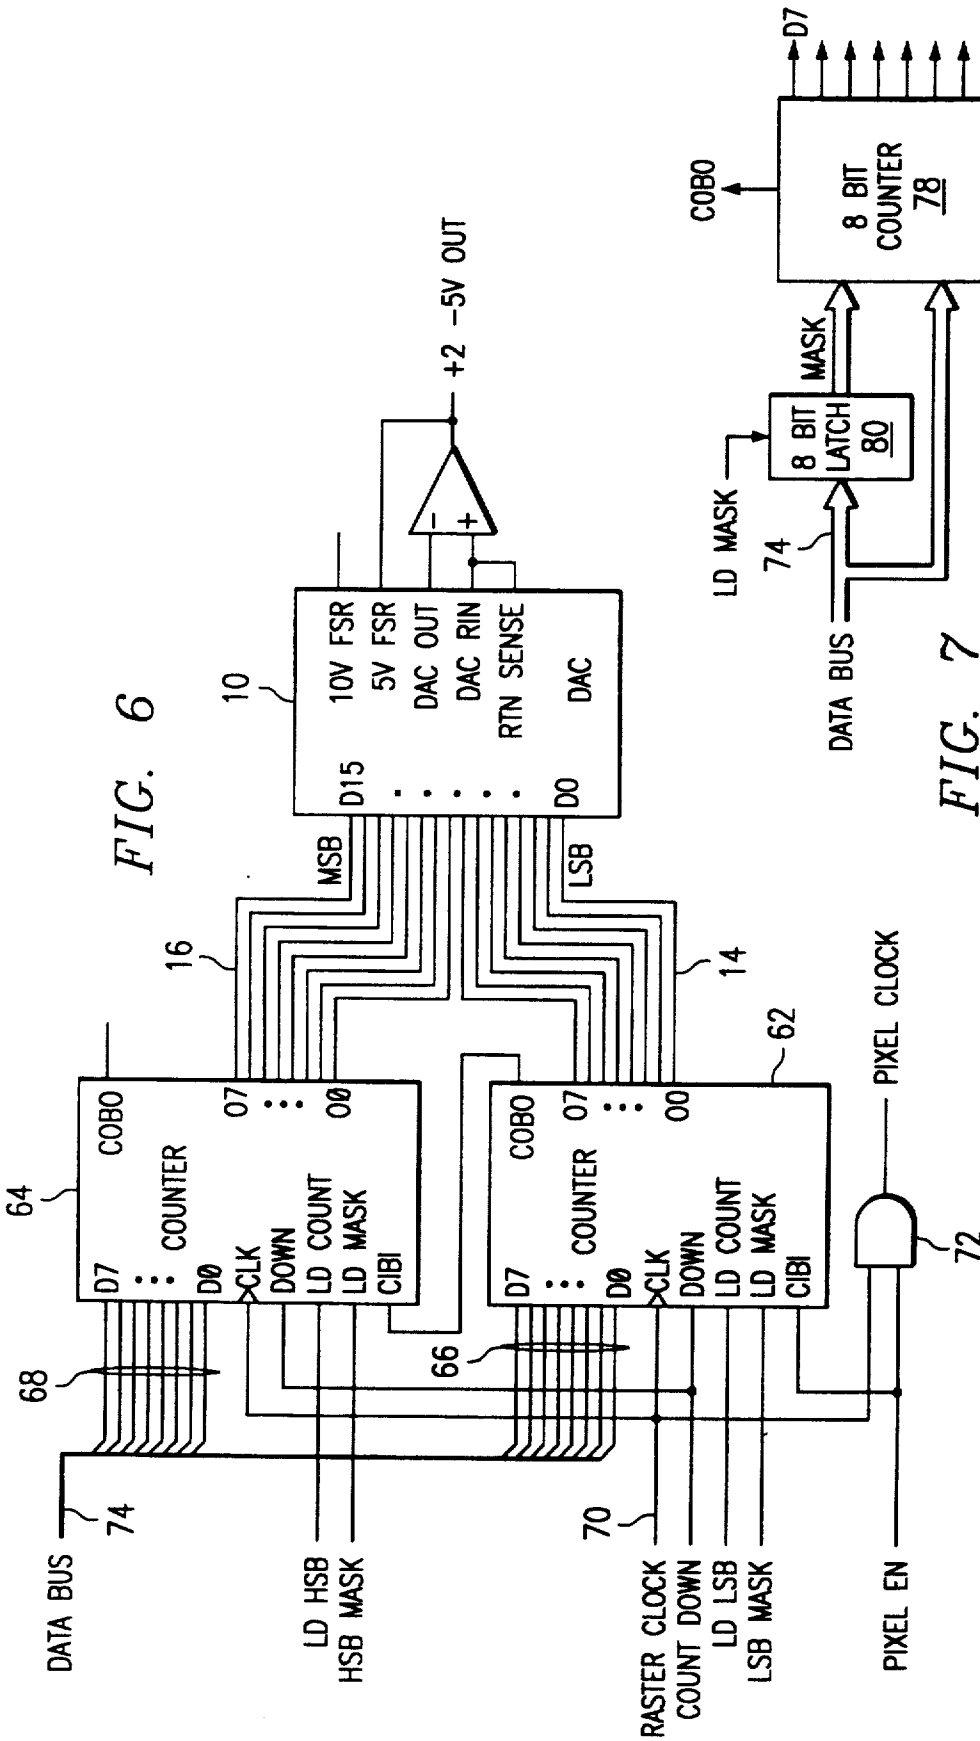 FIG. 6
DATA BUS
74
68
64
D7
D0
COUNTER
COBO
CLK
DOWN
LD COUNT
LD MASK
CIBI
O7
O0
LD HSB
HSB MASK
16
MSB
10
D15
D0
10V FSR
5V FSR
DAC OUT
DAC RIN
RTN SENSE
DAC
−
+
+2 -5V OUT
LSB
14
66
62
D7
D0
COUNTER
COBO
CLK
DOWN
LD COUNT
LD MASK
CIBI
O7
O0
70
RASTER CLOCK
COUNT DOWN
LD LSB
LSB MASK
PIXEL EN
72
PIXEL CLOCK
FIG. 7
DATA BUS
74
LD MASK
8 BIT
LATCH
80
MASK
COBO
8 BIT
COUNTER
78
D7